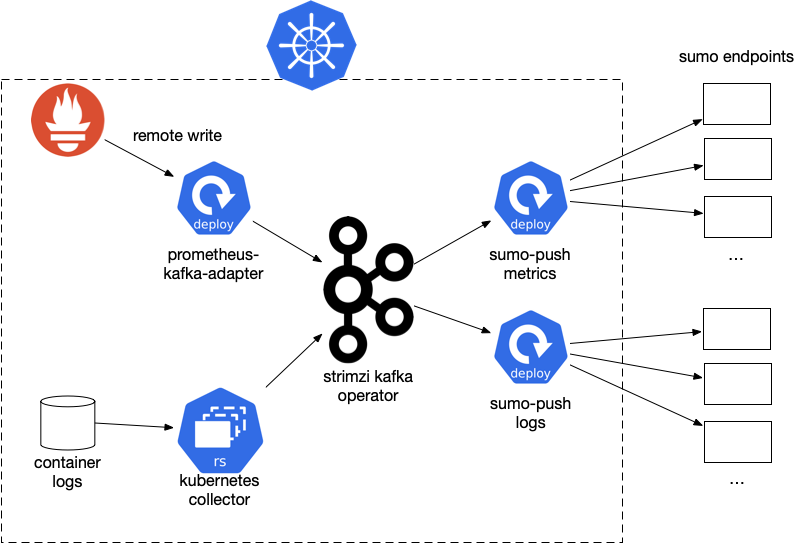 sumo endpoints
remote write
deploy
prometheus-
kafka-adapter
deploy
sumo-push
metrics
...
strimzi kafka
operator
deploy
sumo-push
logs
container
logs
rs
kubernetes
collector
...